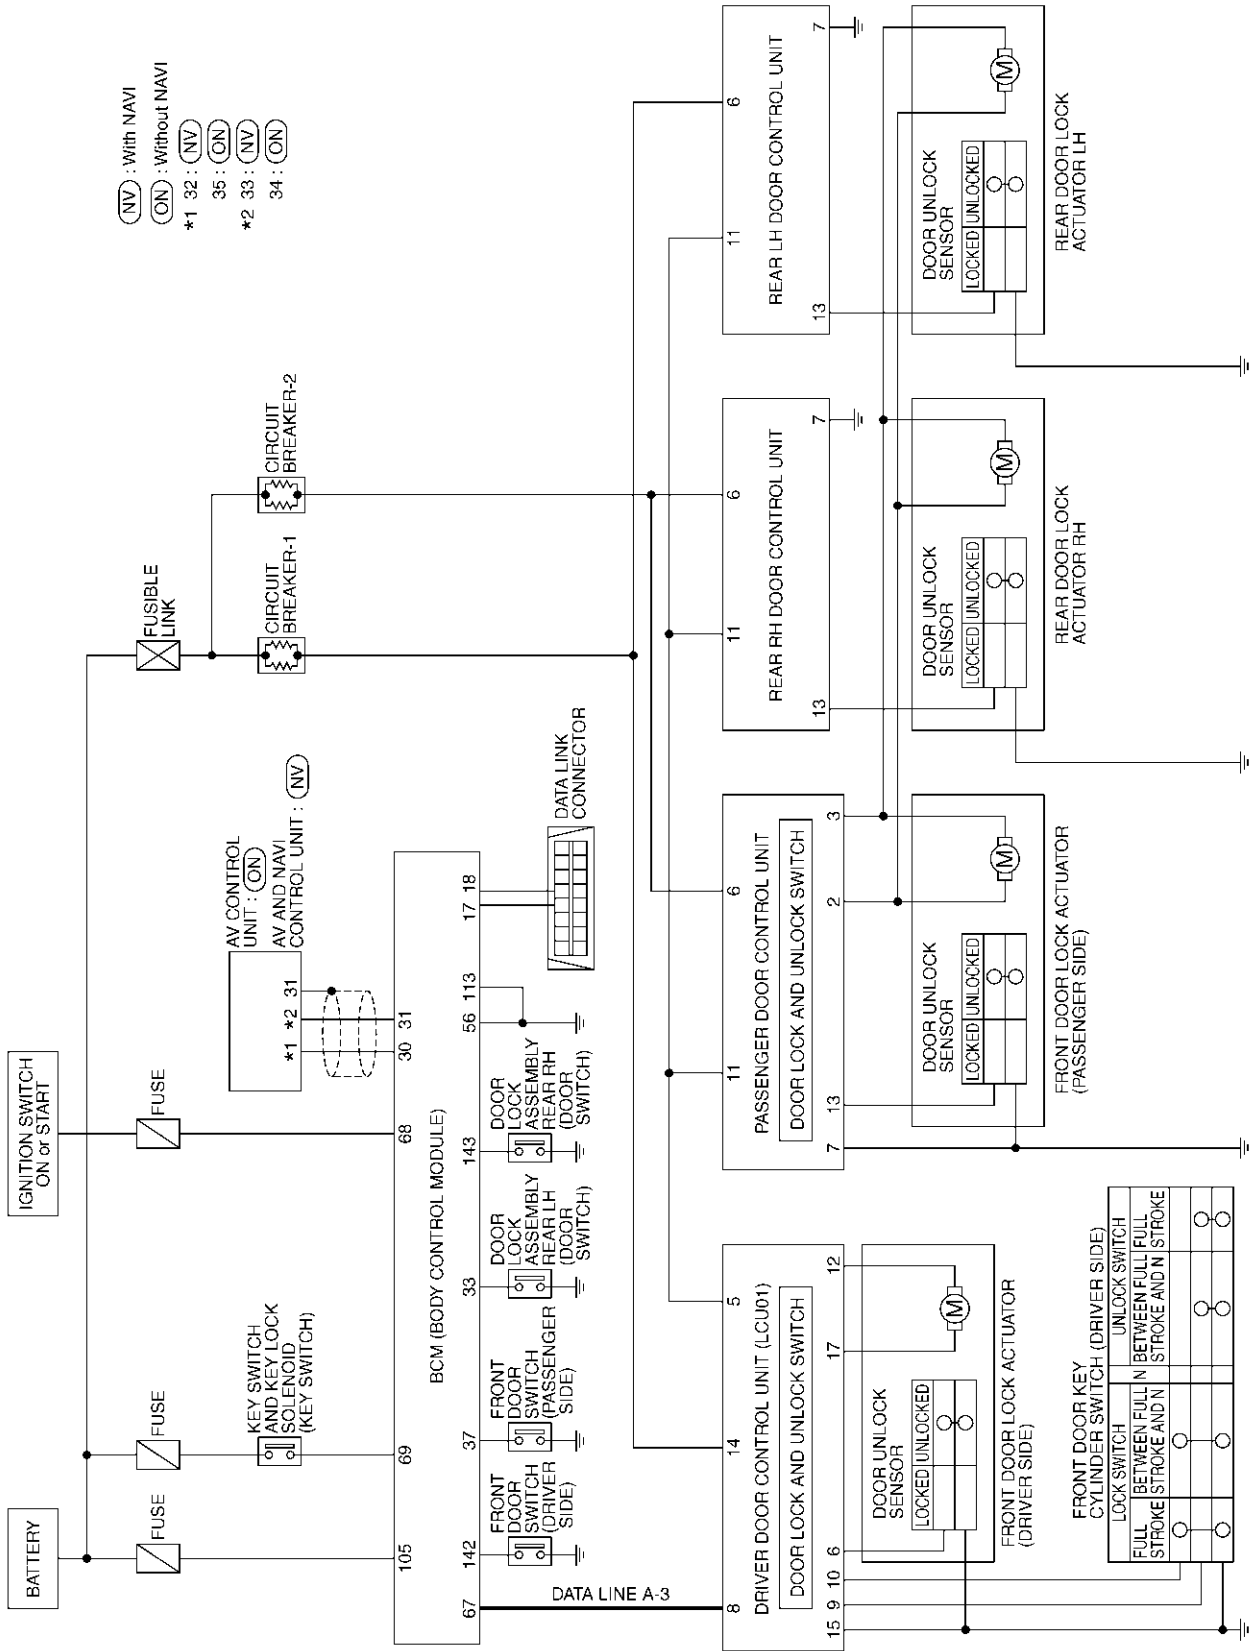 BATTERY
IGNITION SWITCH
ON or START
FUSE
FUSE
FUSE
FUSIBLE
LINK
NV : With NAVI
ON : Without NAVI
*1 32 : NV
35 : ON
*2 33 : NV
34 : ON
KEY SWITCH
AND KEY LOCK
SOLENOID
(KEY SWITCH)
AV CONTROL
UNIT : ON
AV AND NAVI
CONTROL UNIT : NV
*1 *2 31
CIRCUIT
BREAKER-1
CIRCUIT
BREAKER-2
105 69 68 30 31
BCM (BODY CONTROL MODULE)
67 142 37 33 143 56 113 17 18
FRONT
DOOR
SWITCH
(DRIVER
SIDE)
FRONT
DOOR
SWITCH
(PASSENGER
SIDE)
DOOR
LOCK
ASSEMBLY
REAR LH
(DOOR
SWITCH)
DOOR
LOCK
ASSEMBLY
REAR RH
(DOOR
SWITCH)
DATA LINK
CONNECTOR
DATA LINE A-3
8 14 5
DRIVER DOOR CONTROL UNIT (LCU01)
DOOR LOCK AND UNLOCK SWITCH
15 9 10 6 17 12
DOOR UNLOCK
SENSOR
LOCKED UNLOCKED
M
FRONT DOOR LOCK ACTUATOR
(DRIVER SIDE)
FRONT DOOR KEY
CYLINDER SWITCH (DRIVER SIDE)
LOCK SWITCH N UNLOCK SWITCH
FULL
STROKE
BETWEEN FULL
STROKE AND N
BETWEEN FULL
STROKE AND N
FULL
STROKE
11 6
PASSENGER DOOR CONTROL UNIT
DOOR LOCK AND UNLOCK SWITCH
7 13 2 3
DOOR UNLOCK
SENSOR
LOCKED UNLOCKED
M
FRONT DOOR LOCK ACTUATOR
(PASSENGER SIDE)
11 6
REAR RH DOOR CONTROL UNIT
13 7
DOOR UNLOCK
SENSOR
LOCKED UNLOCKED
M
REAR DOOR LOCK
ACTUATOR RH
11 6
REAR LH DOOR CONTROL UNIT
13 7
DOOR UNLOCK
SENSOR
LOCKED UNLOCKED
M
REAR DOOR LOCK
ACTUATOR LH